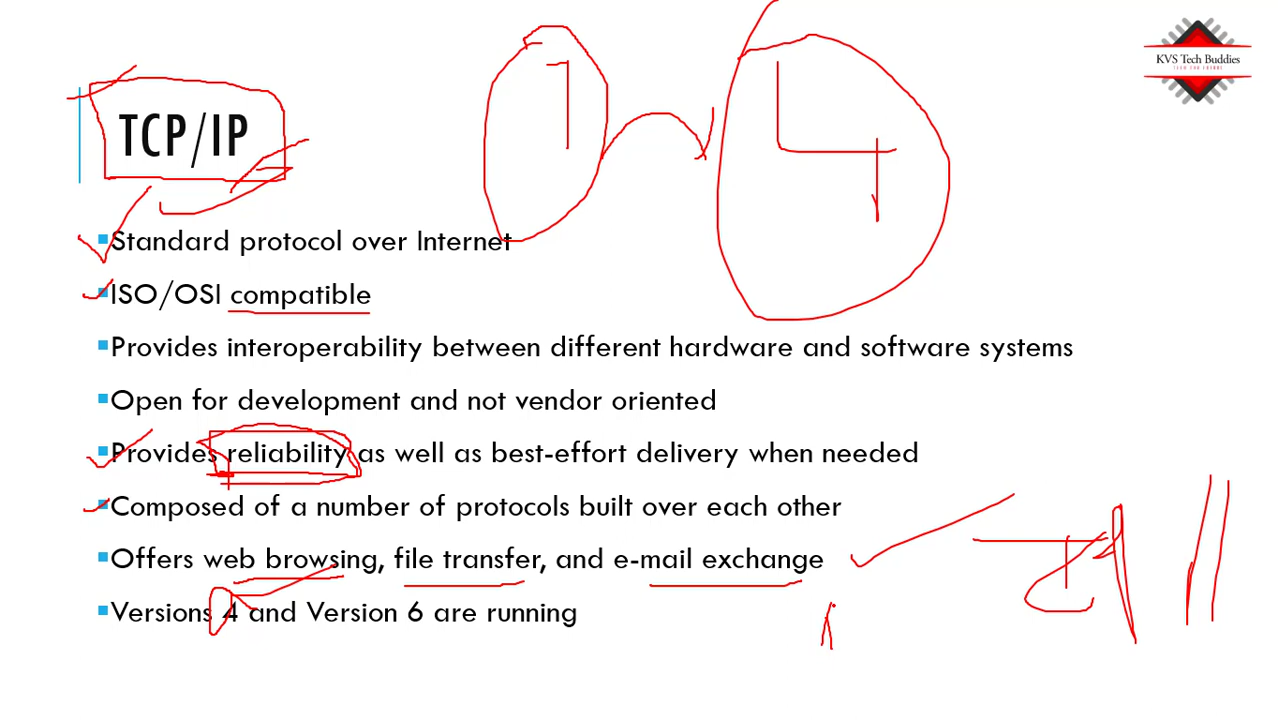 KVS Tech Buddies
TCP/IP
Standard protocol over Internet
ISO/OSI compatible
Provides interoperability between different hardware and software systems
Open for development and not vendor oriented
Provides reliability as well as best-effort delivery when needed
Composed of a number of protocols built over each other
Offers web browsing, file transfer, and e-mail exchange
Versions 4 and Version 6 are running